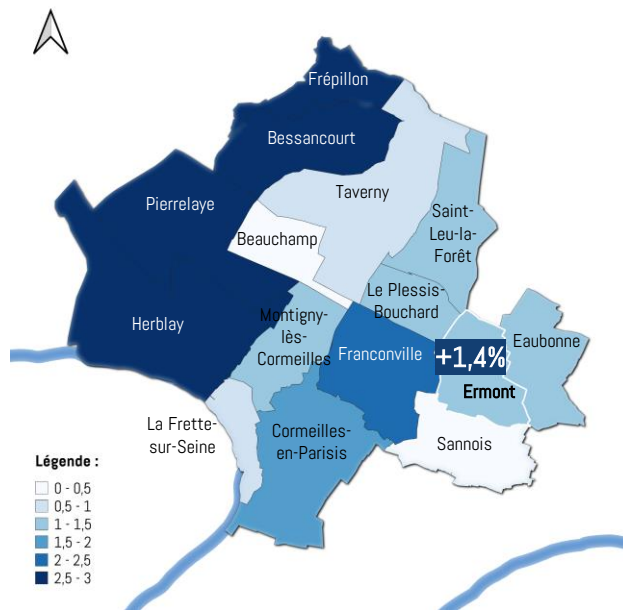 Frépillon
Bessancourt
Taverny
Pierrelaye
Saint-
Leu-la-
Forêt
Beauchamp
Le Plessis-
Bouchard
Herblay
Montigny-
lès-
Cormeilles
Franconville
+1,4%
Eaubonne
Ermont
La Frette-
sur-Seine
Cormeilles-
en-Parisis
Sannois
Légende :
0 - 0,5
0,5 - 1
1 - 1,5
1,5 - 2
2 - 2,5
2,5 - 3